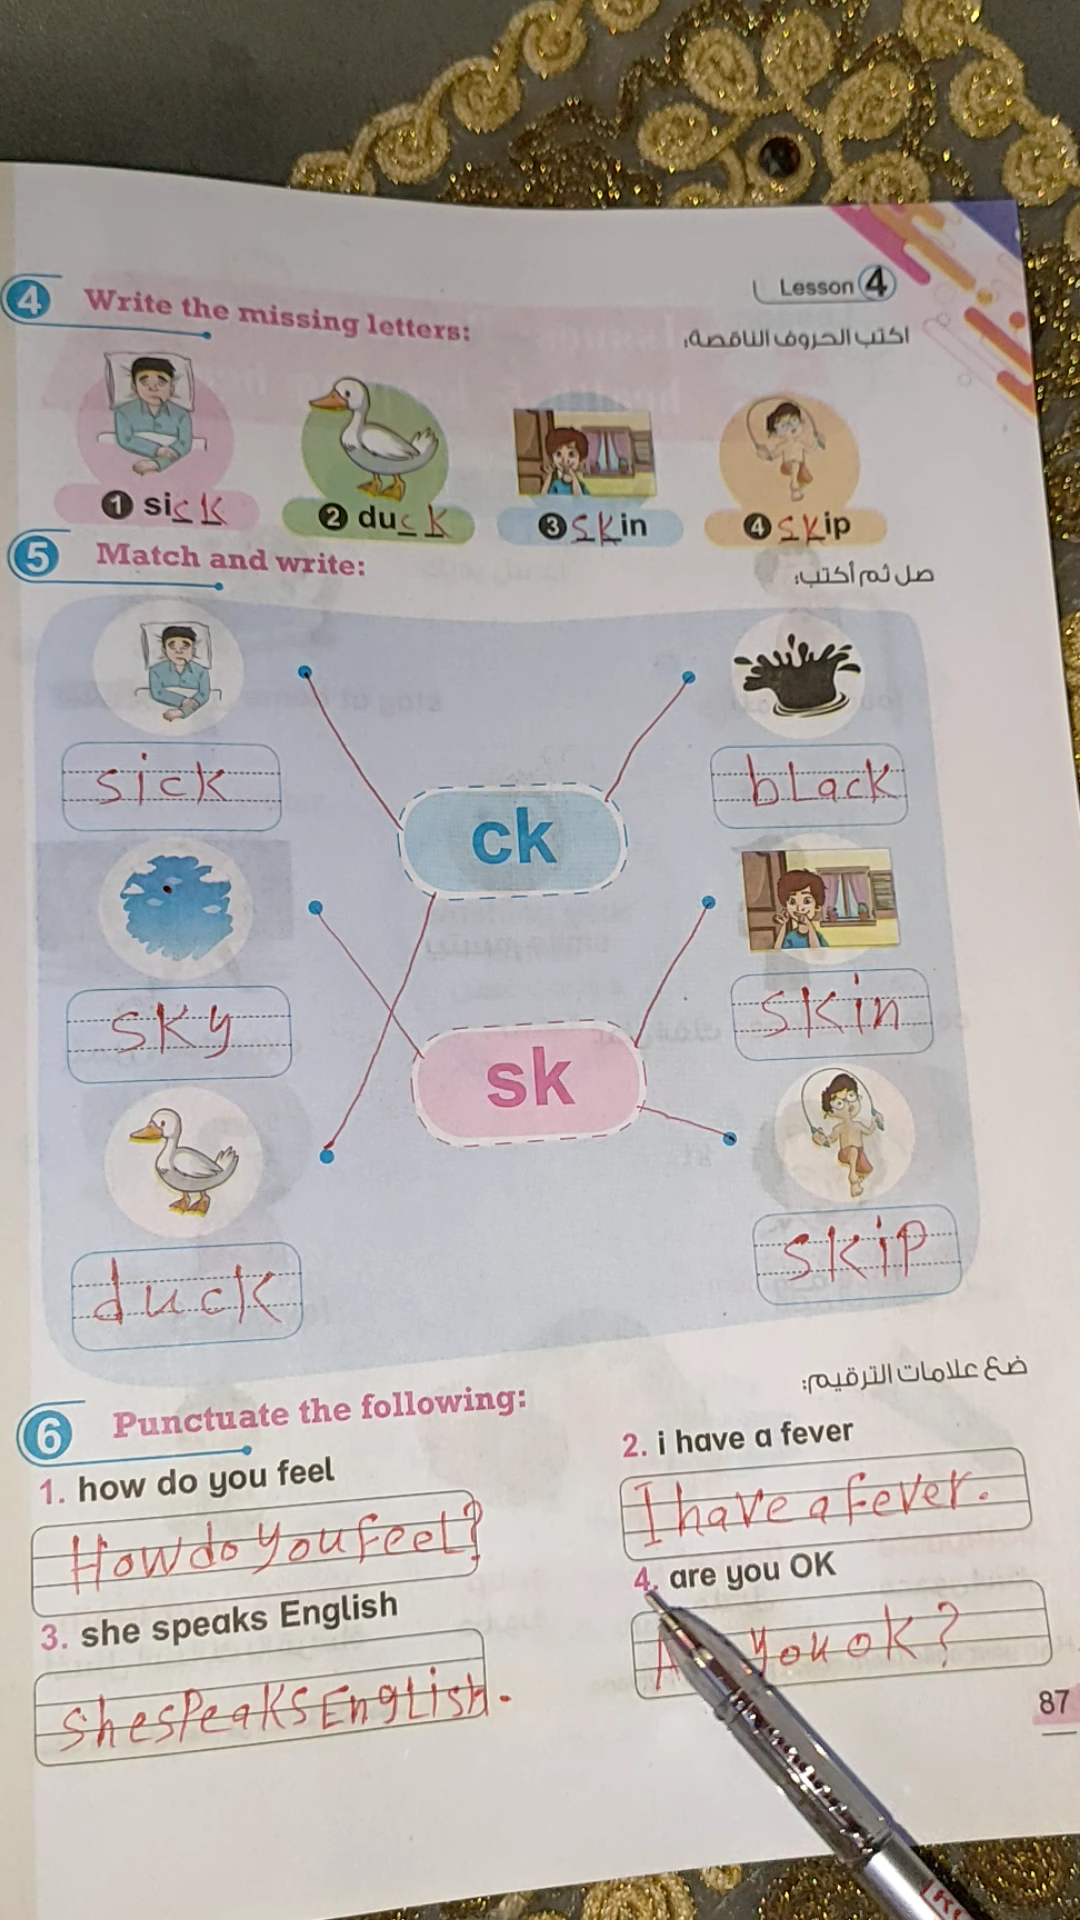 Lesson 4
4 Write the missing letters:
اكتب الحروف الناقصة:
1 sick
2 duck
3 skin
4 skip
5 Match and write:
صل ثم أكتب:
ck
sk
sick
black
sky
skin
duck
skip
6 Punctuate the following:
ضع علامات الترقيم:
1. how do you feel
How do you feel?
2. i have a fever
I have a fever.
3. she speaks English
She speaks English.
4. are you OK
you ok?
87